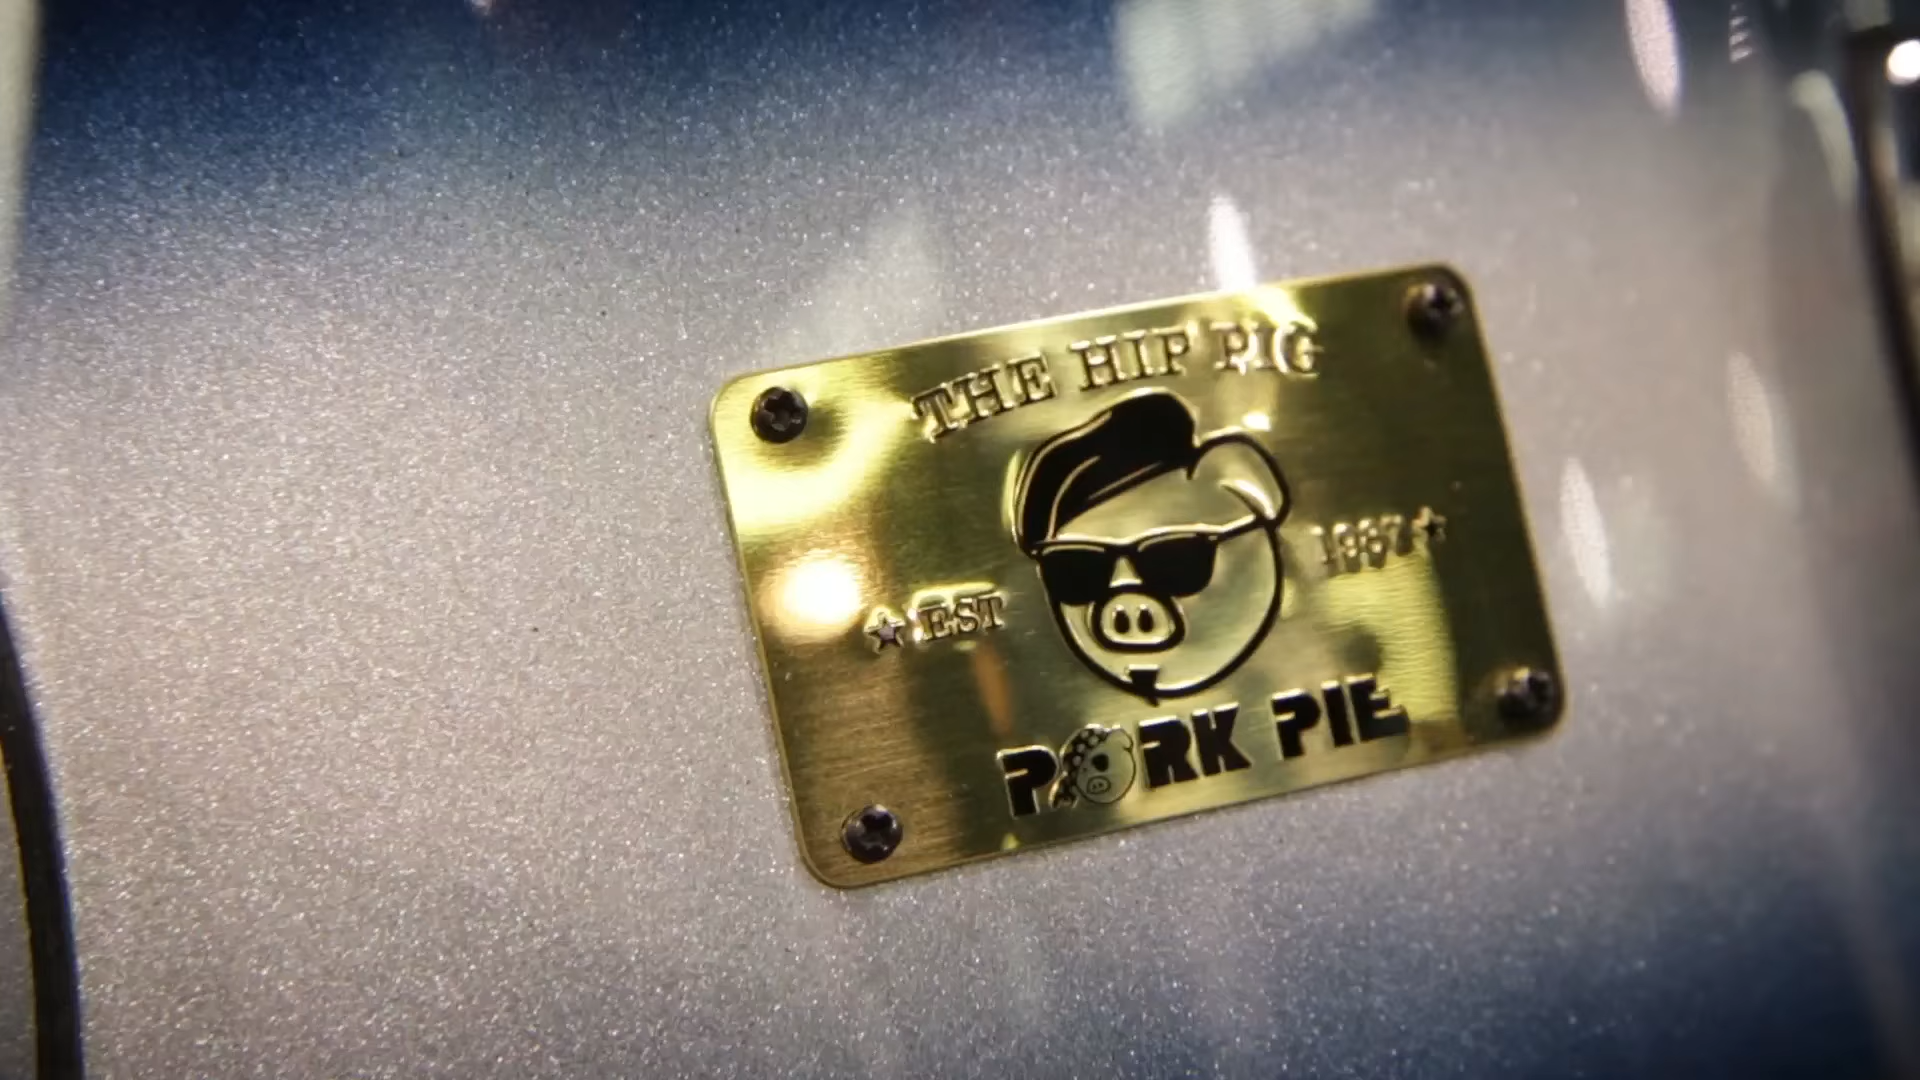 THE HIP PIG
★ EST 1987 ★
PORK PIE